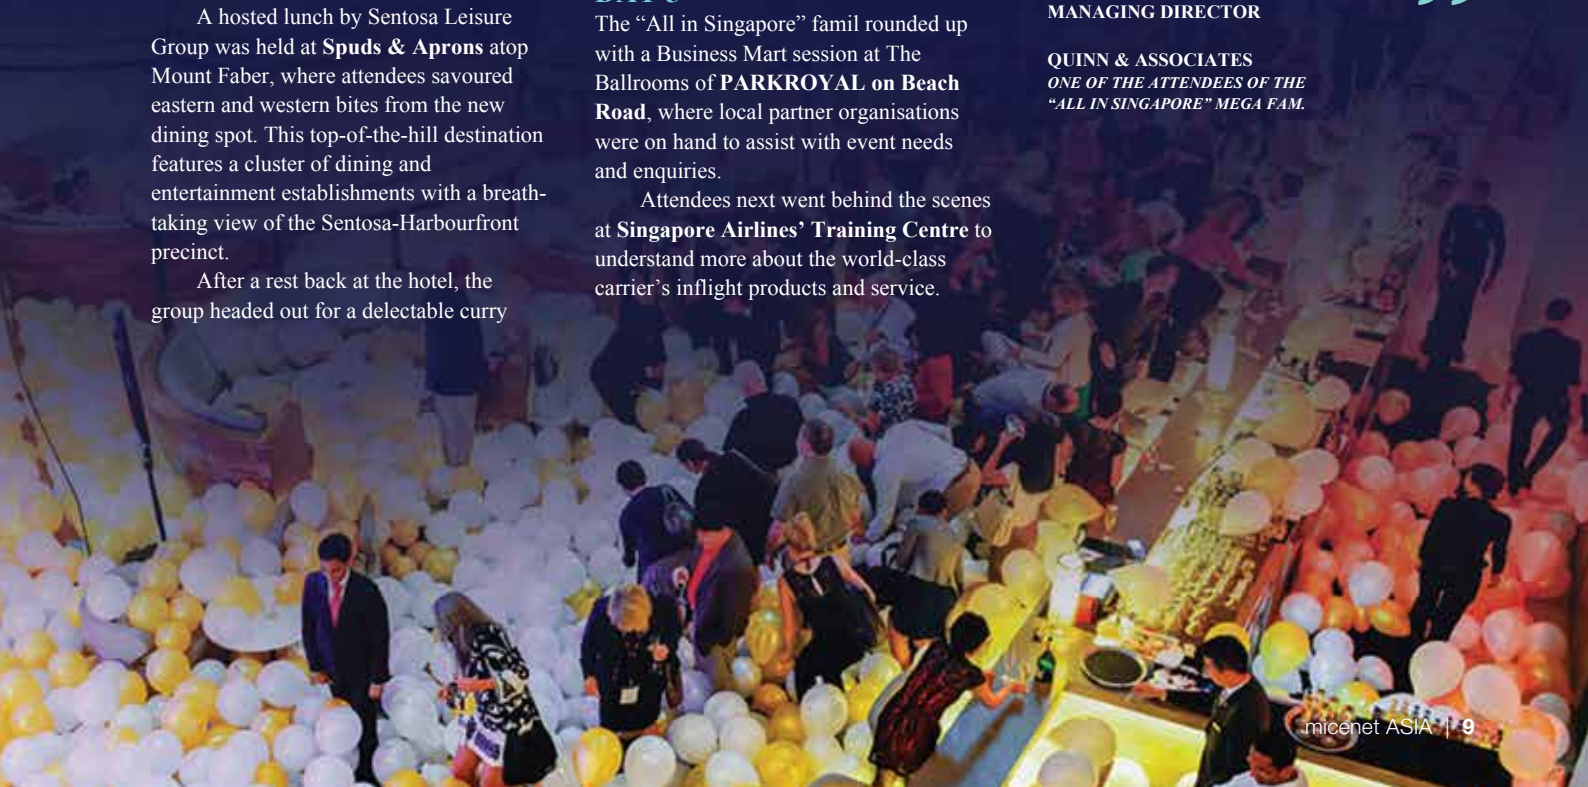 A hosted lunch by Sentosa Leisure
Group was held at Spuds & Aprons atop
Mount Faber, where attendees savoured
eastern and western bites from the new
dining spot. This top-of-the-hill destination
features a cluster of dining and
entertainment establishments with a breath-
taking view of the Sentosa-Harbourfront
precinct.
After a rest back at the hotel, the
group headed out for a delectable curry
The “All in Singapore” famil rounded up
with a Business Mart session at The
Ballrooms of PARKROYAL on Beach
Road, where local partner organisations
were on hand to assist with event needs
and enquiries.
Attendees next went behind the scenes
at Singapore Airlines’ Training Centre to
understand more about the world-class
carrier’s inflight products and service.
MANAGING DIRECTOR
QUINN & ASSOCIATES
ONE OF THE ATTENDEES OF THE
“ALL IN SINGAPORE” MEGA FAM.
micenet ASIA | 9